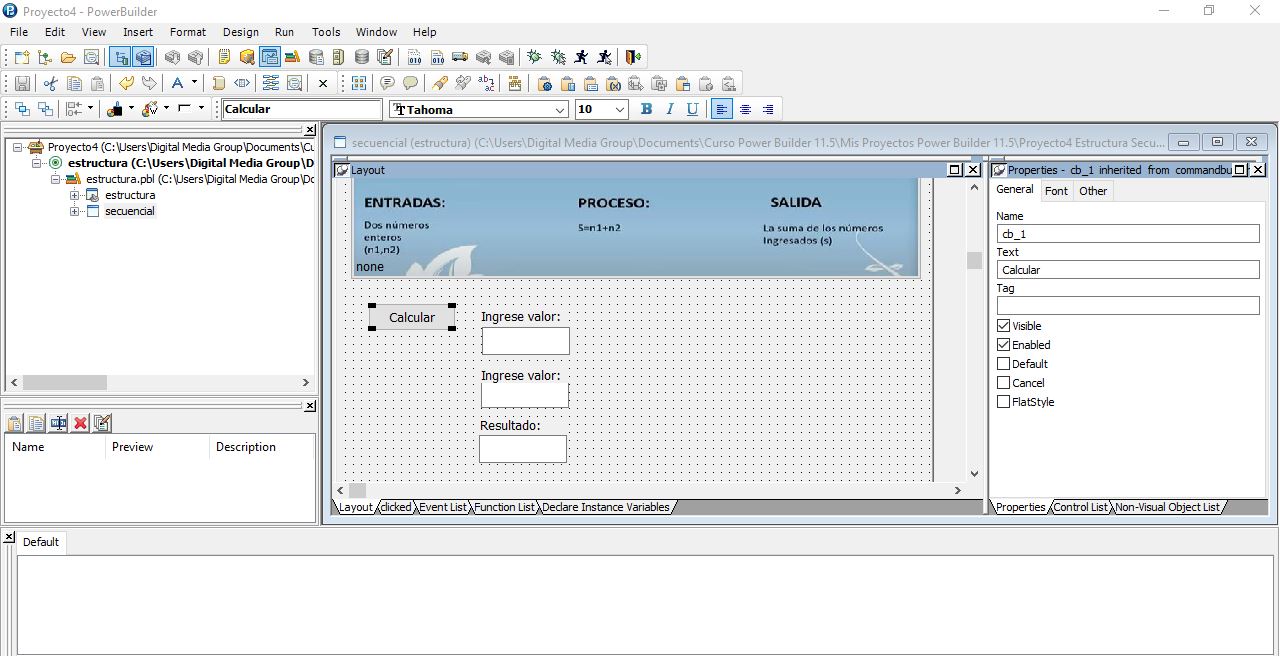 Proyecto4 - PowerBuilder
File Edit View Insert Format Design Run Tools Window Help
Calcular
Tahoma
10
B I U
Proyecto4 (C:\Users\Digital Media Group\Documents\Cu
estructura (C:\Users\Digital Media Group\D
estructura.pbl (C:\Users\Digital Media Group\Dc
estructura
secuencial
Name Preview Description
secuencial (estructura) (C:\Users\Digital Media Group\Documents\Curso Power Builder 11.5\Mis Proyectos Power Builder 11.5\Proyecto4 Estructura Secu...
Layout
ENTRADAS: PROCESO: SALIDA
Dos números
enteros
(n1,n2)
S=n1+n2
La suma de los números
Ingresados (s)
none
Calcular
Ingrese valor:
Ingrese valor:
Resultado:
Layout clicked Event List Function List Declare Instance Variables
Properties - cb_1 inherited from commandbu
General Font Other
Name
cb_1
Text
Calcular
Tag
Visible
Enabled
Default
Cancel
FlatStyle
Properties Control List Non-Visual Object List
Default